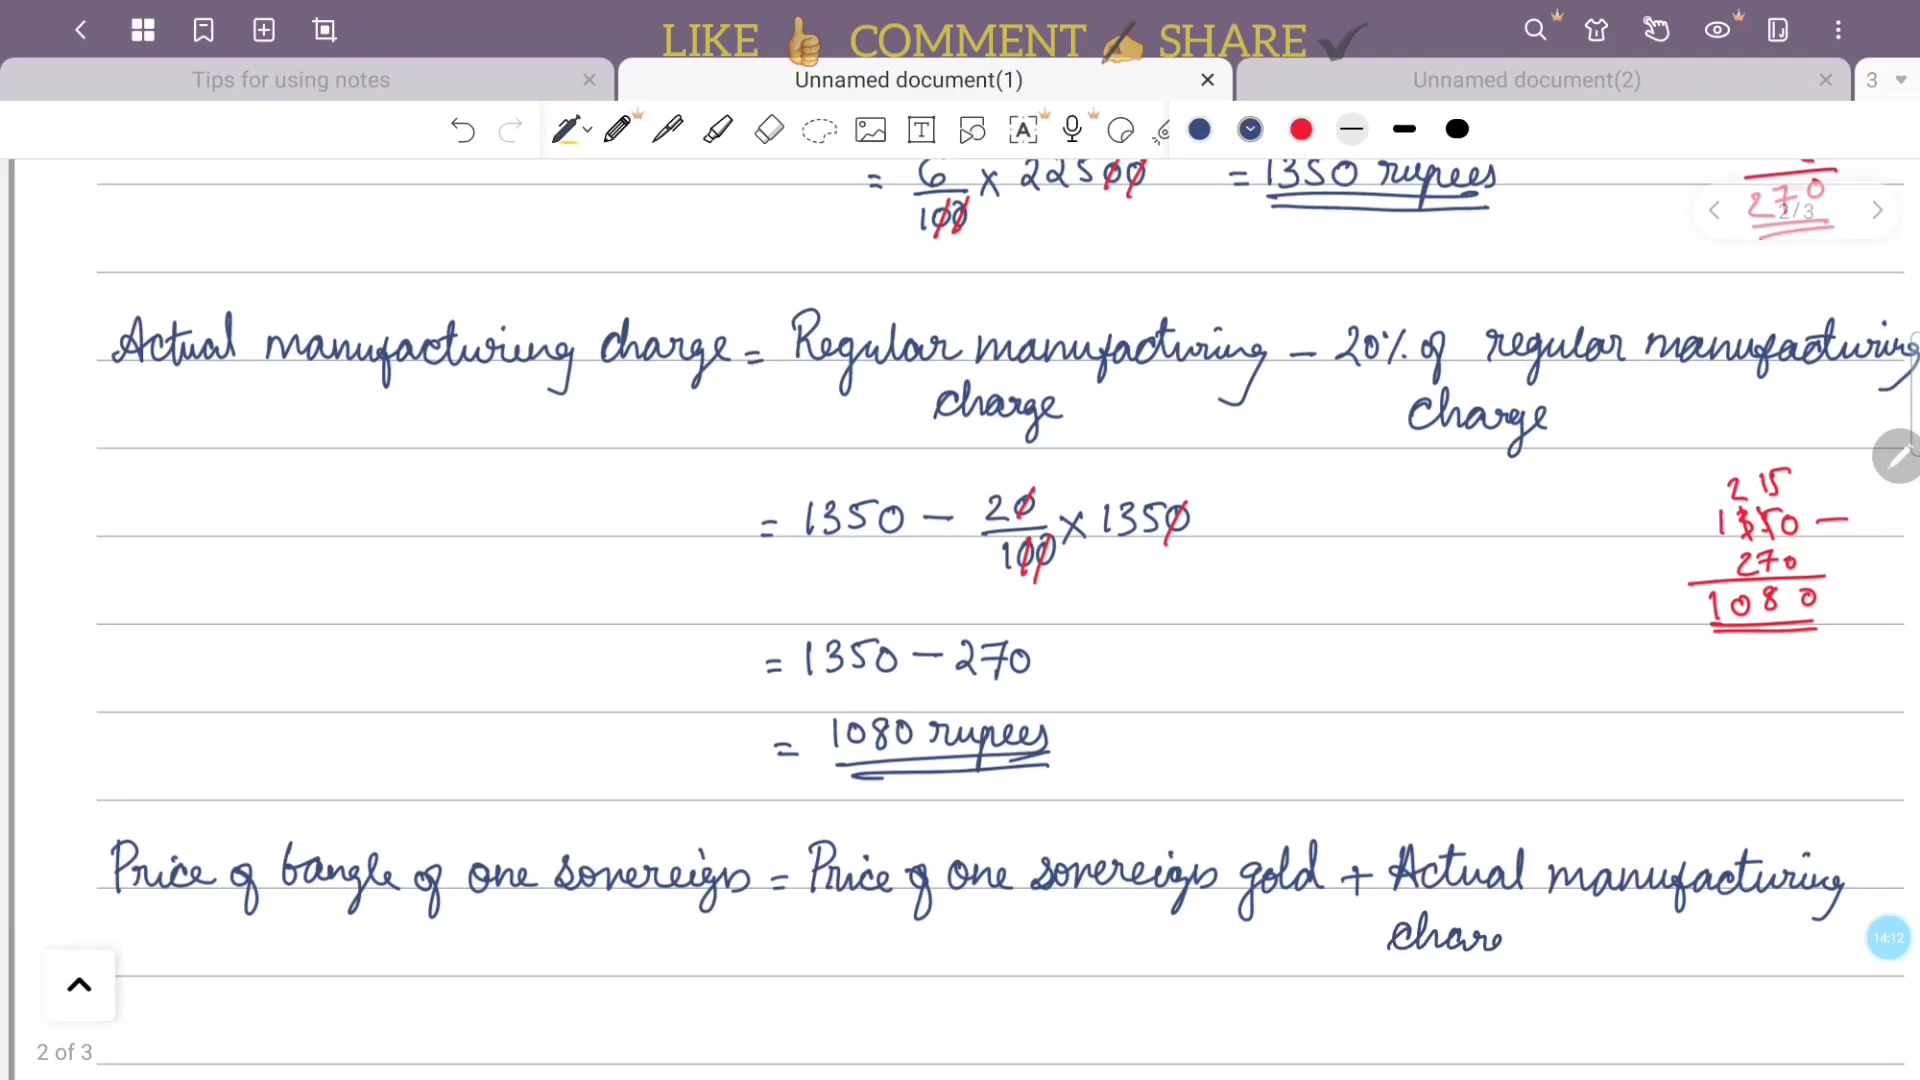 LIKE 👍 COMMENT ✍ SHARE ✔
Tips for using notes
Unnamed document(1)
Unnamed document(2)
3
= 6/100 × 22500 = 1350 rupees
270
2/3
Actual manufacturing charge = Regular manufacturing charge – 20% of regular manufacturing charge
= 1350 – 20/100 × 1350
2 15
1350 –
270
1080
= 1350 – 270
= 1080 rupees
Price of bangle of one sovereign = Price of one sovereign gold + Actual manufacturing
chare
14:12
2 of 3